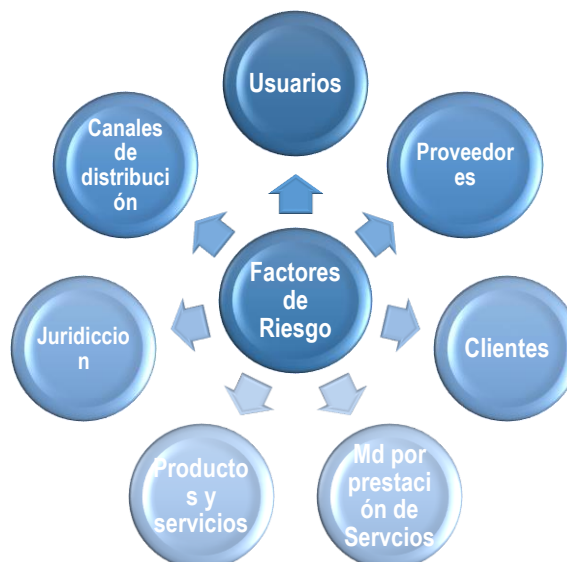 Usuarios
Canales
de
distribuci
ón
Proveedor
es
Factores
de
Riesgo
Juridiccio
n
Clientes
Producto
s y
servicios
Md por
prestaci
ón de
Servcios